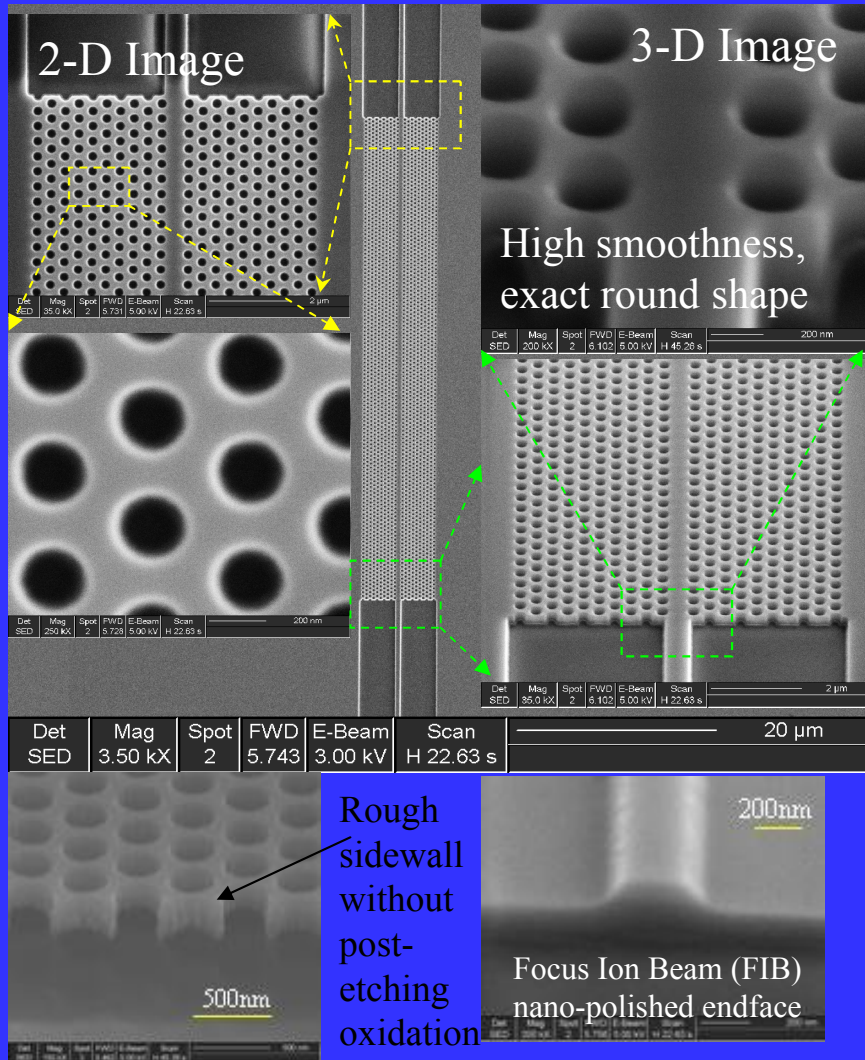 2-D Image
3-D Image
High smoothness,
exact round shape
Det Mag Spot FWD E-Beam Scan 2 µm
SED 35.0 kX 2 5.731 5.00 kV H 22.63 s
Det Mag Spot FWD E-Beam Scan 200 nm
SED 200 kX 2 6.102 5.00 kV H 45.26 s
Det Mag Spot FWD E-Beam Scan 200 nm
SED 250 kX 2 5.728 5.00 kV H 22.63 s
Det Mag Spot FWD E-Beam Scan 2 µm
SED 35.0 kX 2 6.102 5.00 kV H 22.63 s
Det Mag Spot FWD E-Beam Scan 20 µm
SED 3.50 kX 2 5.743 3.00 kV H 22.63 s
500nm
Rough
sidewall
without
post-
etching
oxidation
200nm
Focus Ion Beam (FIB)
nano-polished endface